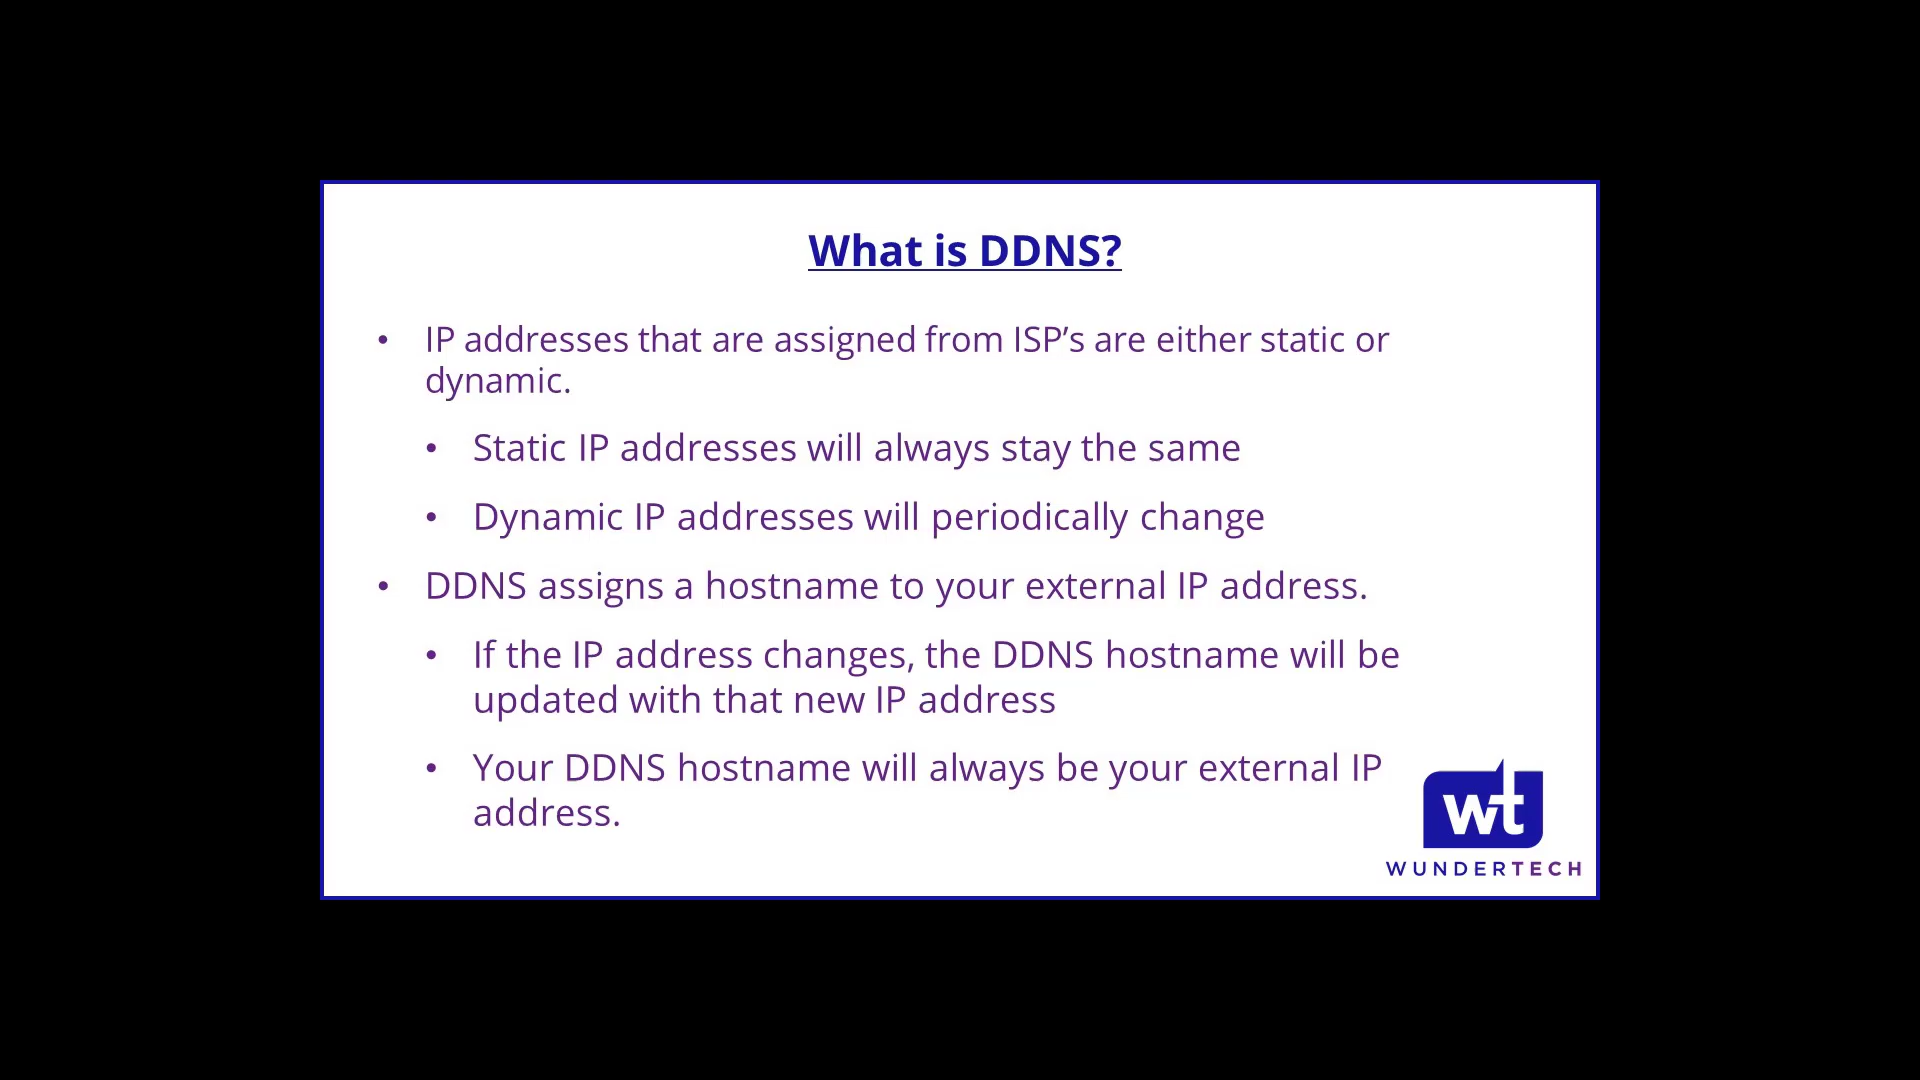 What is DDNS?
• IP addresses that are assigned from ISP’s are either static or
dynamic.
• Static IP addresses will always stay the same
• Dynamic IP addresses will periodically change
• DDNS assigns a hostname to your external IP address.
• If the IP address changes, the DDNS hostname will be
updated with that new IP address
• Your DDNS hostname will always be your external IP
address.
wt
WUNDERTECH